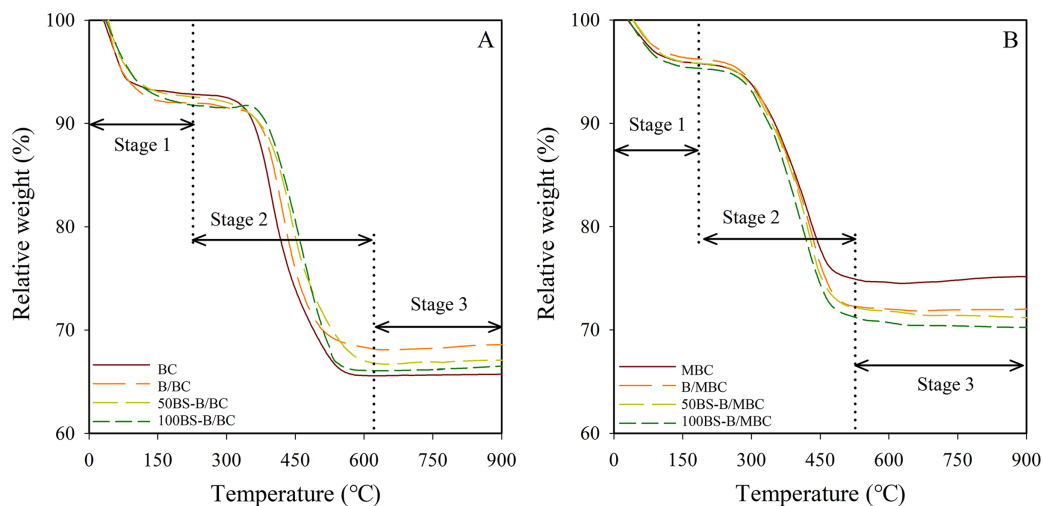 A
Relative weight (%)
100
90
80
70
60
Stage 1
Stage 2
Stage 3
BC
B/BC
50BS-B/BC
100BS-B/BC
0 150 300 450 600 750 900
Temperature (℃)
B
Relative weight (%)
100
90
80
70
60
Stage 1
Stage 2
Stage 3
MBC
B/MBC
50BS-B/MBC
100BS-B/MBC
0 150 300 450 600 750 900
Temperature (℃)